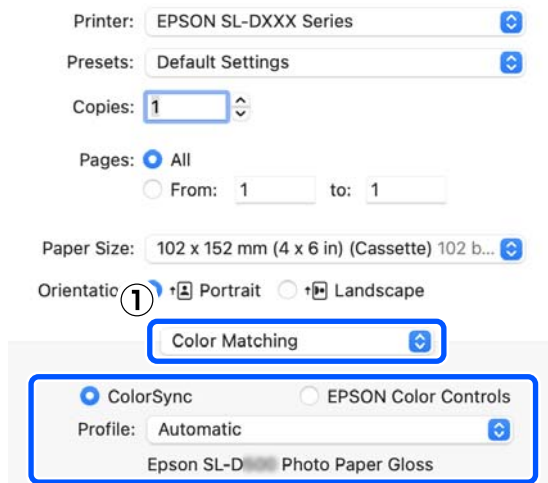 Printer: EPSON SL-DXXX Series
Presets: Default Settings
Copies: 1
Pages: All
From: 1 to: 1
Paper Size: 102 x 152 mm (4 x 6 in) (Cassette) 102 b...
① Portrait Landscape
Color Matching
ColorSync EPSON Color Controls
Profile: Automatic
Epson SL-D Photo Paper Gloss